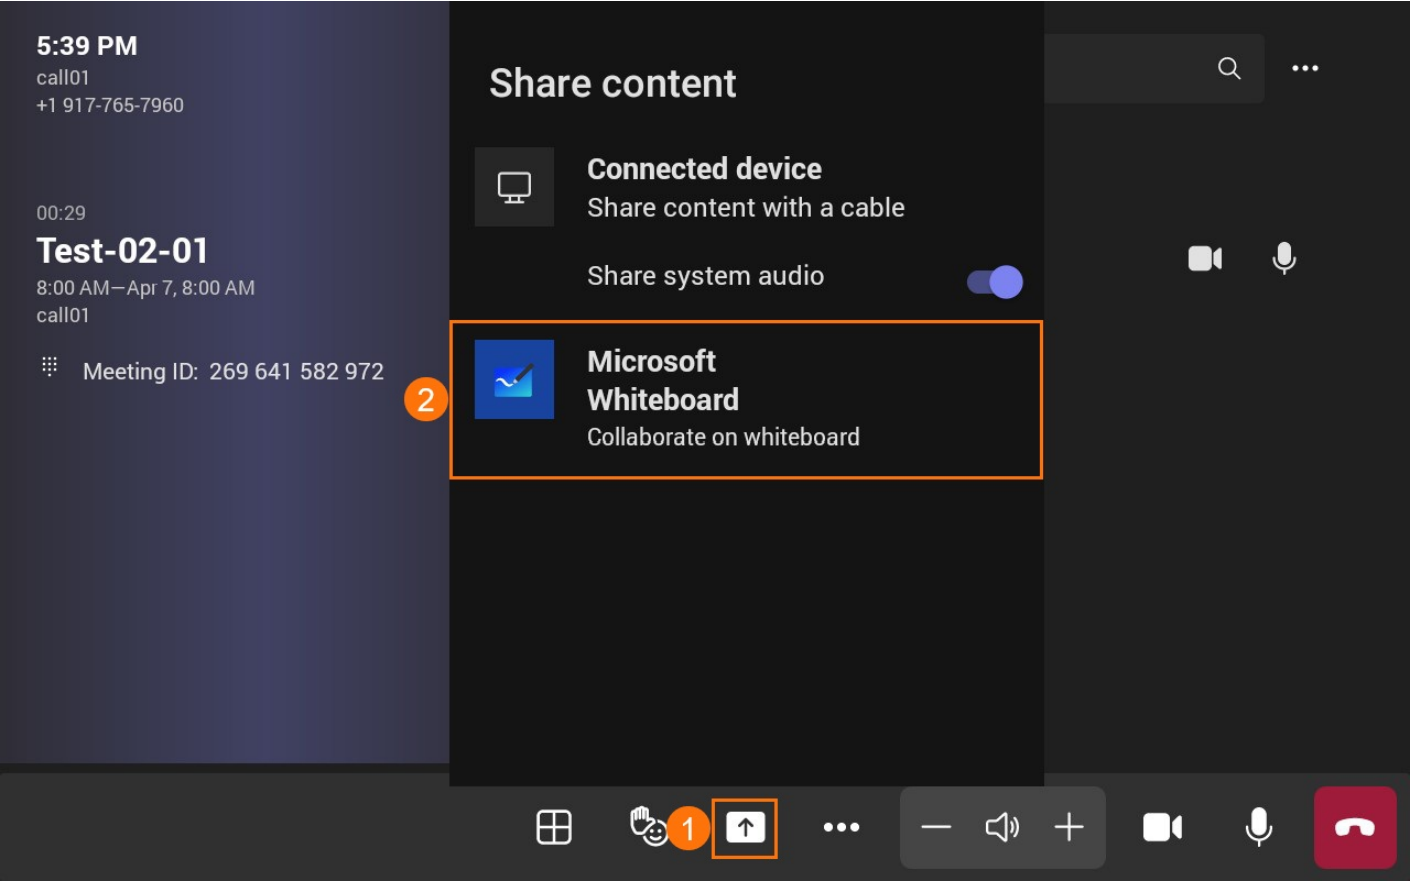 5:39 PM
call01
+1 917-765-7960
00:29
Test-02-01
8:00 AM—Apr 7, 8:00 AM
call01
Meeting ID: 269 641 582 972
Share content
Connected device
Share content with a cable
Share system audio
2
Microsoft
Whiteboard
Collaborate on whiteboard
1